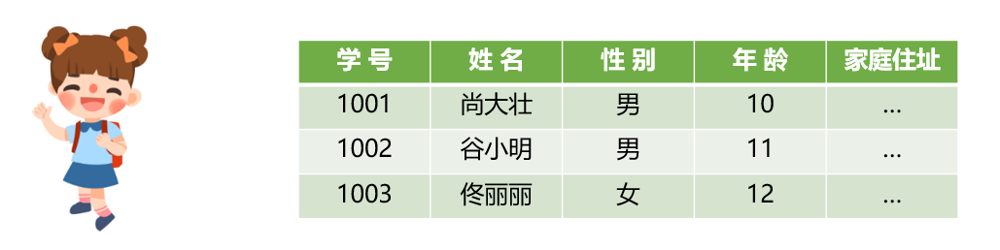 学号 姓名 性别 年龄 家庭住址
1001 尚大壮 男 10 ...
1002 谷小明 男 11 ...
1003 佟丽丽 女 12 ...